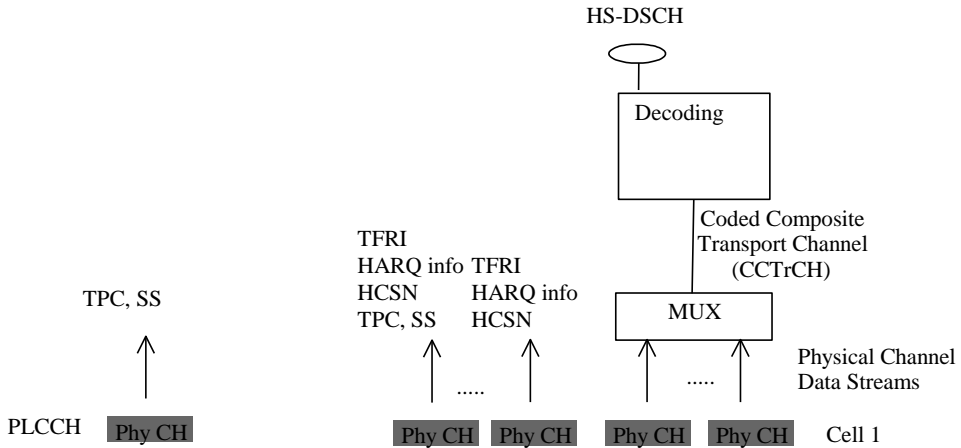 HS-DSCH
Decoding
Coded Composite
Transport Channel
(CCTrCH)
TFRI
HARQ info
HCSN
TPC, SS
TFRI
HARQ info
HCSN
TPC, SS
MUX
Physical Channel
Data Streams
.....
.....
PLCCH
Phy CH
Phy CH
Phy CH
Phy CH
Phy CH
Cell 1